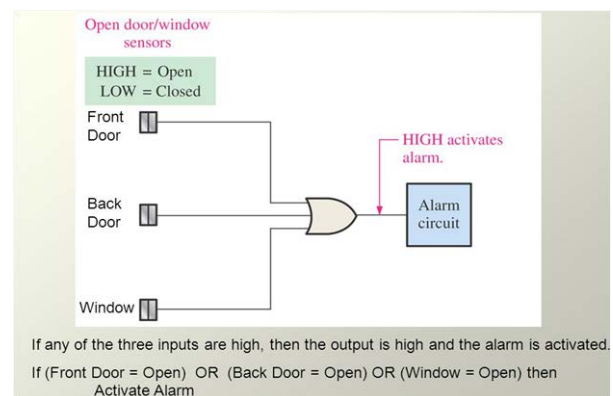 Open door/window
sensors
HIGH = Open
LOW = Closed
Front
Door
HIGH activates
alarm.
Back
Door
Alarm
circuit
Window
If any of the three inputs are high, then the output is high and the alarm is activated.
If (Front Door = Open) OR (Back Door = Open) OR (Window = Open) then
Activate Alarm